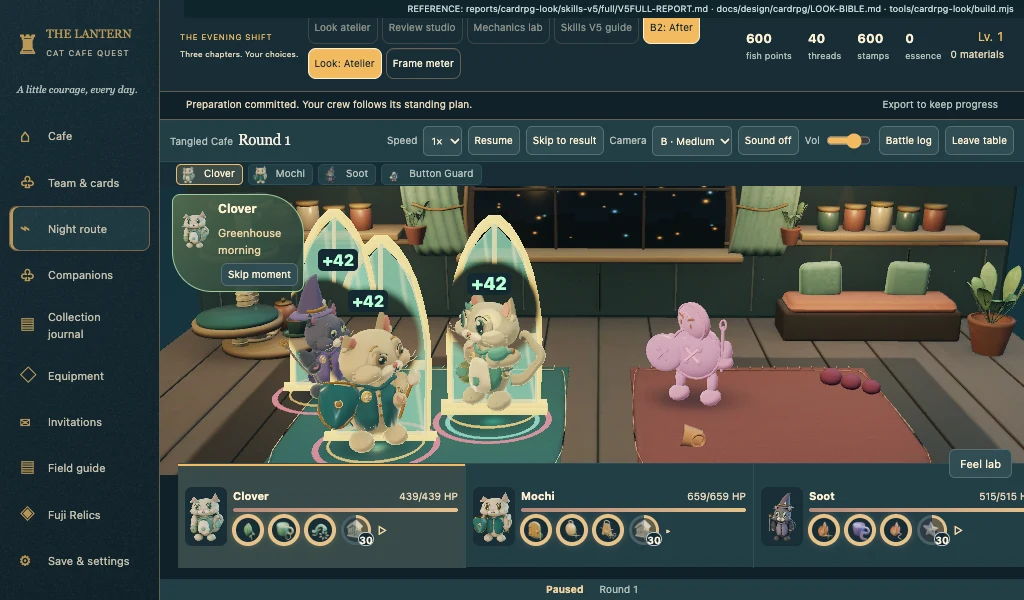 REFERENCE: reports/cardrpg-look/skills-v5/full/V5FULL-REPORT.md · docs/design/cardrpg/LOOK-BIBLE.md · tools/cardrpg-look/build.mjs
THE LANTERN
CAT CAFE QUEST
A little courage, every day.
Cafe
Team & cards
Night route
Companions
Collection
journal
Equipment
Invitations
Field guide
Fuji Relics
Save & settings
THE EVENING SHIFT
Three chapters. Your choices.
Look atelier
Review studio
Mechanics lab
Skills V5 guide
B2: After
Look: Atelier
Frame meter
600
fish points
40
threads
600
stamps
0
essence
Lv. 1
0 materials
Preparation committed. Your crew follows its standing plan.
Export to keep progress
Tangled Cafe Round 1
Speed
1x
Resume
Skip to result
Camera
B · Medium
Sound off
Vol
Battle log
Leave table
Clover
Mochi
Soot
Button Guard
Clover
Greenhouse
morning
Skip moment
+42
+42
+42
Feel lab
Clover
439/439 HP
30
Mochi
659/659 HP
30
Soot
515/515 H
30
Paused
Round 1